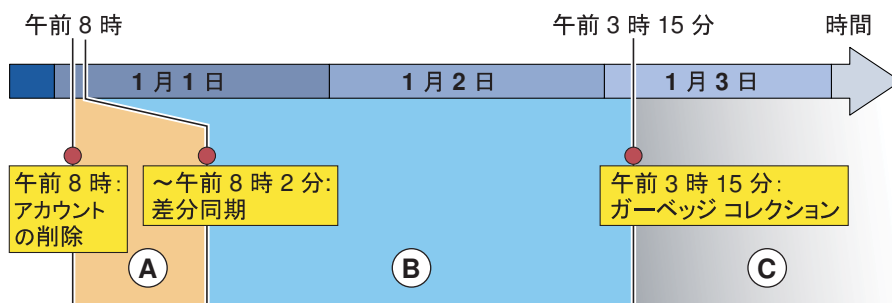 午前 8 時
午前 3 時 15 分
時間
1 月 1 日
1 月 2 日
1 月 3 日
午前 8 時:
アカウント
の削除
～午前 8 時 2 分:
差分同期
午前 3 時 15 分:
ガーベッジ コレクション
A
B
C